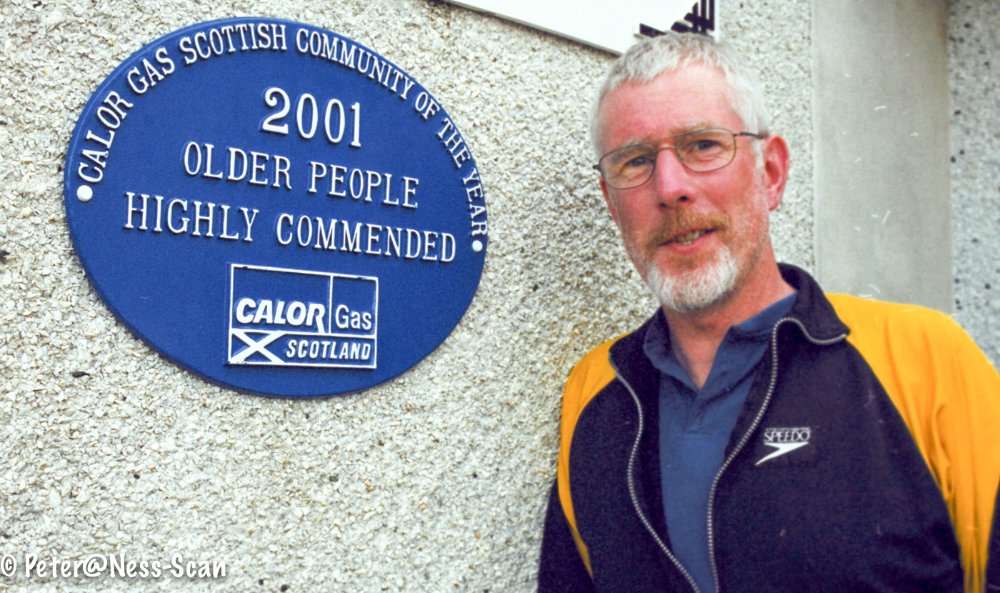 CALOR GAS SCOTTISH COMMUNITY OF THE YEAR
2001
OLDER PEOPLE
HIGHLY COMMENDED
CALOR Gas
SCOTLAND
SPEEDO
© Peter@Ness-Scan